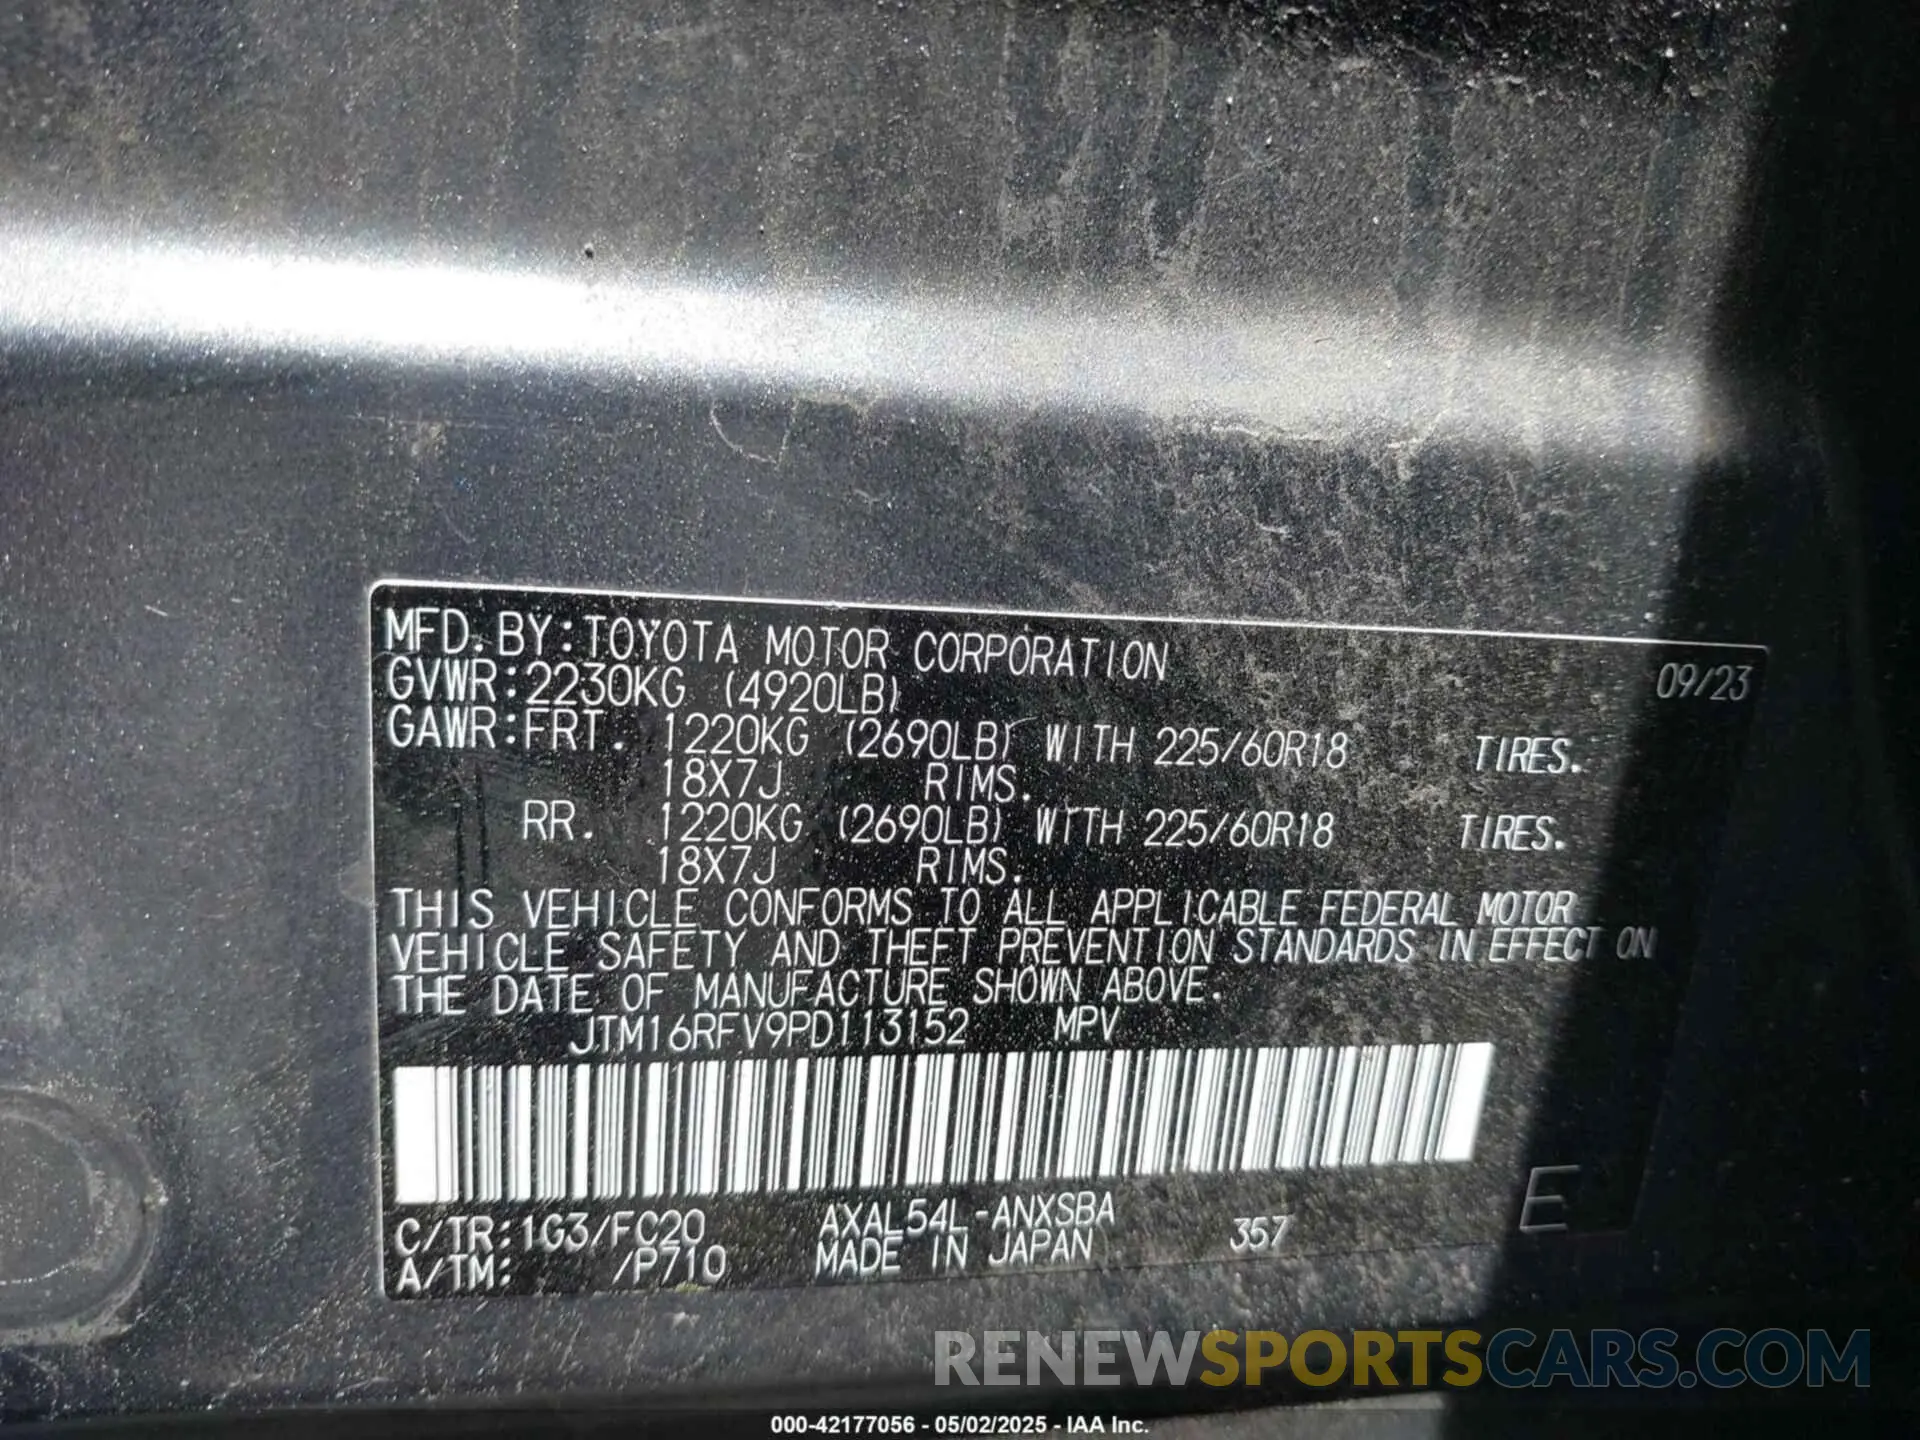 MFD. BY:TOYOTA MOTOR CORPORATION 09/23
GVWR:2230KG (4920LB)
GAWR:FRT. 1220KG (2690LB) WITH 225/60R18 TIRES.
18X7J RIMS.
RR. 1220KG (2690LB) WITH 225/60R18 TIRES.
18X7J RIMS.
THIS VEHICLE CONFORMS TO ALL APPLICABLE FEDERAL MOTOR
VEHICLE SAFETY AND THEFT PREVENTION STANDARDS IN EFFECT ON
THE DATE OF MANUFACTURE SHOWN ABOVE.
JTM16RFV9PD113152 MPV
C/TR:1G3/FC20 AXAL54L-ANXSBA 357 E
A/TM: /P710 MADE IN JAPAN
RENEWSPORTSCARS.COM
000-42177056 - 05/02/2025 - IAA Inc.